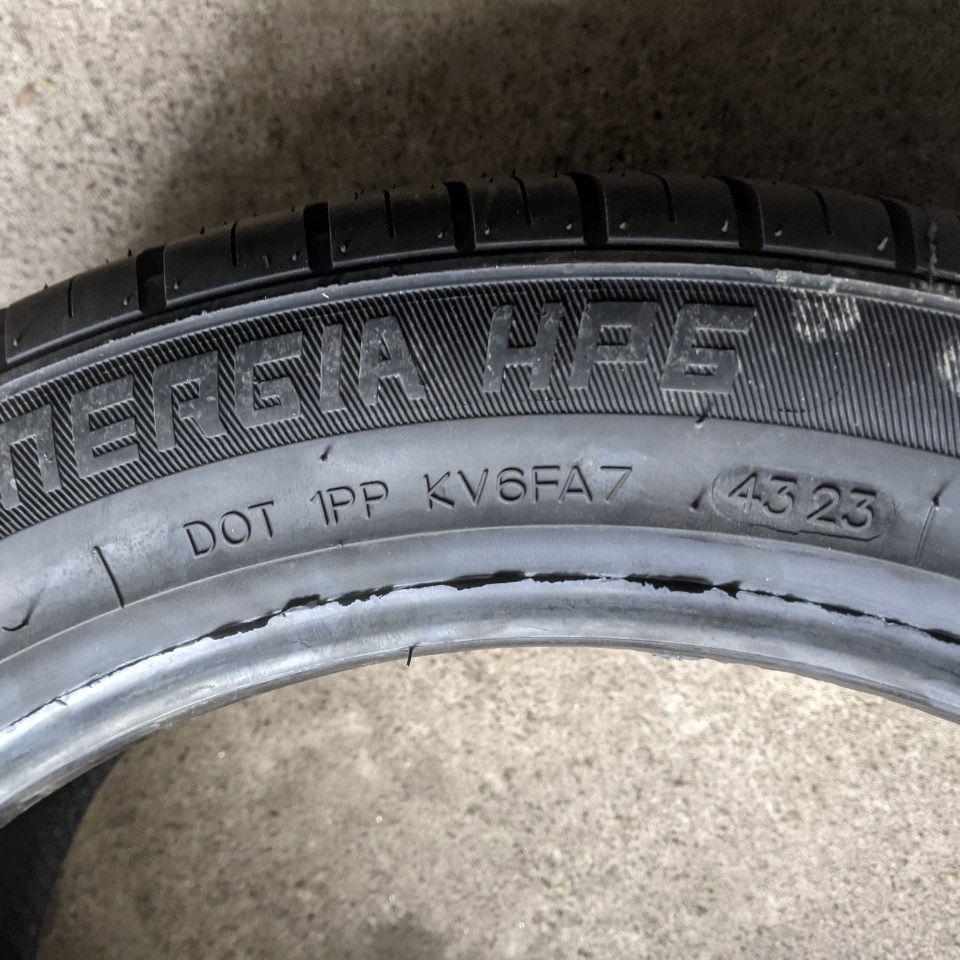 NERGIA HP6
DOT 1PP KV6FA7 4323